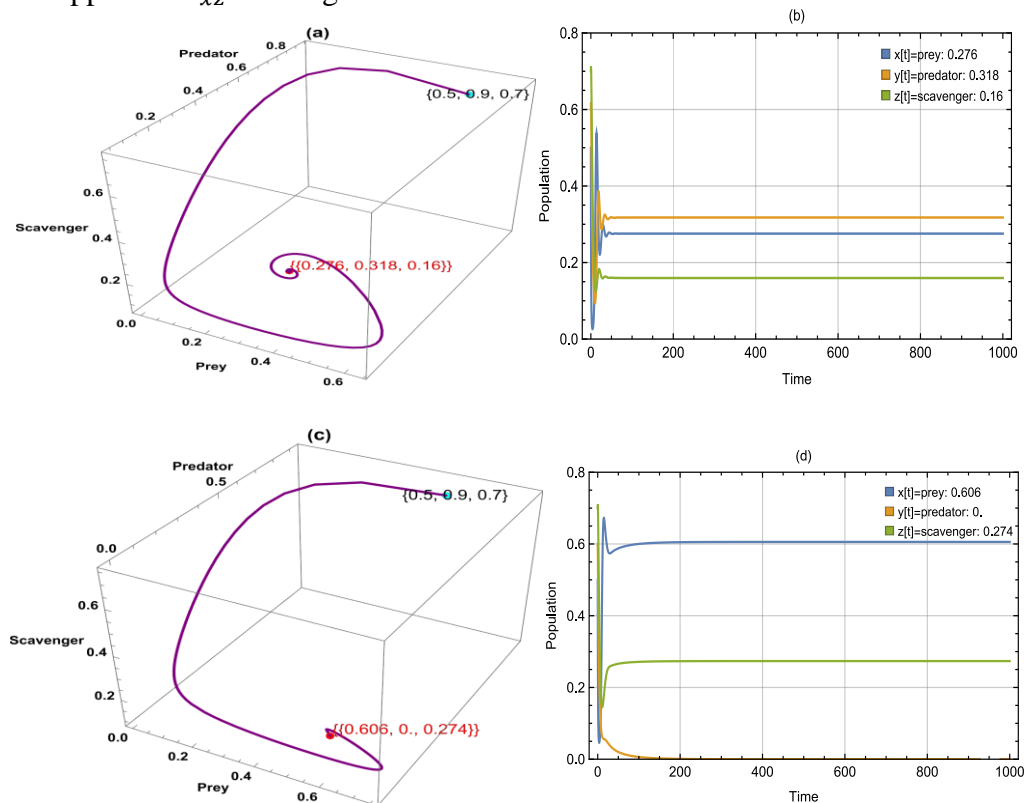 (a)
Predator
0.8
0.6
0.4
0.2
{0.5, 0.9, 0.7}
0.6
Scavenger
0.4
0.2
{{0.276, 0.318, 0.16}}
0.0
0.2
0.4
0.6
Prey
(b)
0.8
0.6
0.4
0.2
0.0
Population
x[t]=prey: 0.276
y[t]=predator: 0.318
z[t]=scavenger: 0.16
0 200 400 600 800 1000
Time
(c)
Predator
0.5
0.0
{0.5, 0.9, 0.7}
0.6
Scavenger
0.4
0.2
{{0.606, 0., 0.274}}
0.0
0.2
0.4
0.6
Prey
(d)
0.8
0.6
0.4
0.2
0.0
Population
x[t]=prey: 0.606
y[t]=predator: 0.
z[t]=scavenger: 0.274
0 200 400 600 800 1000
Time